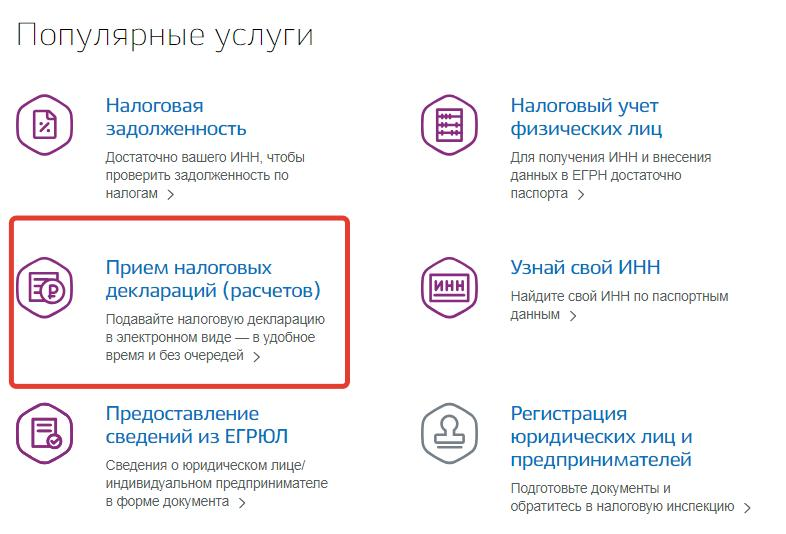 Популярные услуги
Налоговая
задолженность
Достаточно вашего ИНН, чтобы
проверить задолженность по
налогам
Налоговый учет
физических лиц
Для получения ИНН и внесения
данных в ЕГРН достаточно
паспорта
Прием налоговых
деклараций (расчетов)
Подавайте налоговую декларацию
в электронном виде — в удобное
время и без очередей
ИНН
Узнай свой ИНН
Найдите свой ИНН по паспортным
данным
Предоставление
сведений из ЕГРЮЛ
Сведения о юридическом лице/
индивидуальном предпринимателе
в форме документа
Регистрация
юридических лиц и
предпринимателей
Подготовьте документы и
обратитесь в налоговую инспекцию